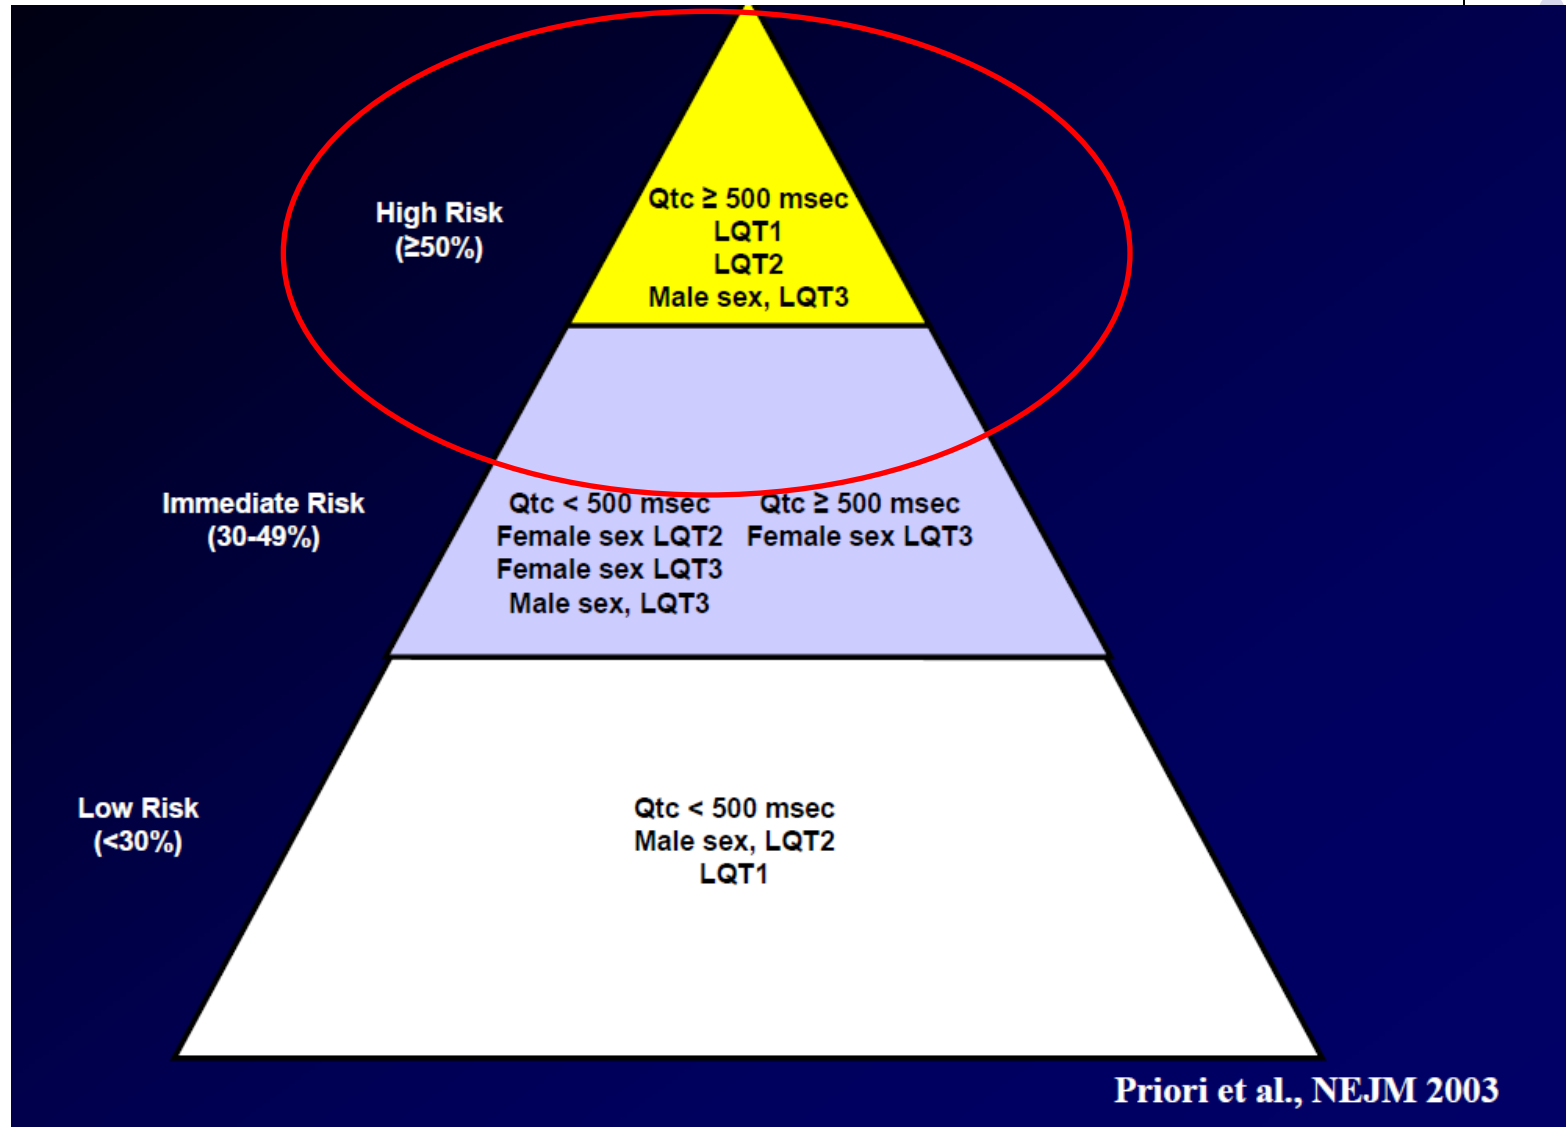 High Risk
(≥50%)
Qtc ≥ 500 msec
LQT1
LQT2
Male sex, LQT3
Immediate Risk
(30-49%)
Qtc < 500 msec
Female sex LQT2
Female sex LQT3
Male sex, LQT3
Qtc ≥ 500 msec
Female sex LQT3
Low Risk
(<30%)
Qtc < 500 msec
Male sex, LQT2
LQT1
Priori et al., NEJM 2003